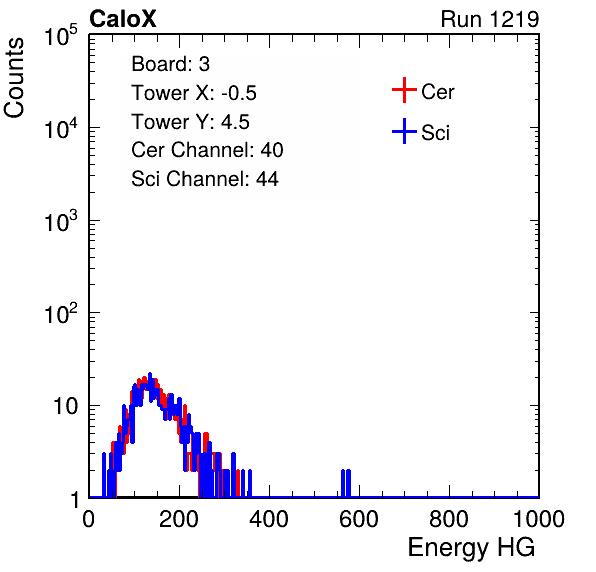 CaloX Run 1219
Counts
Board: 3
Tower X: -0.5
Tower Y: 4.5
Cer Channel: 40
Sci Channel: 44
Cer
Sci
10^5
10^4
10^3
10^2
10
1
0 200 400 600 800 1000
Energy HG